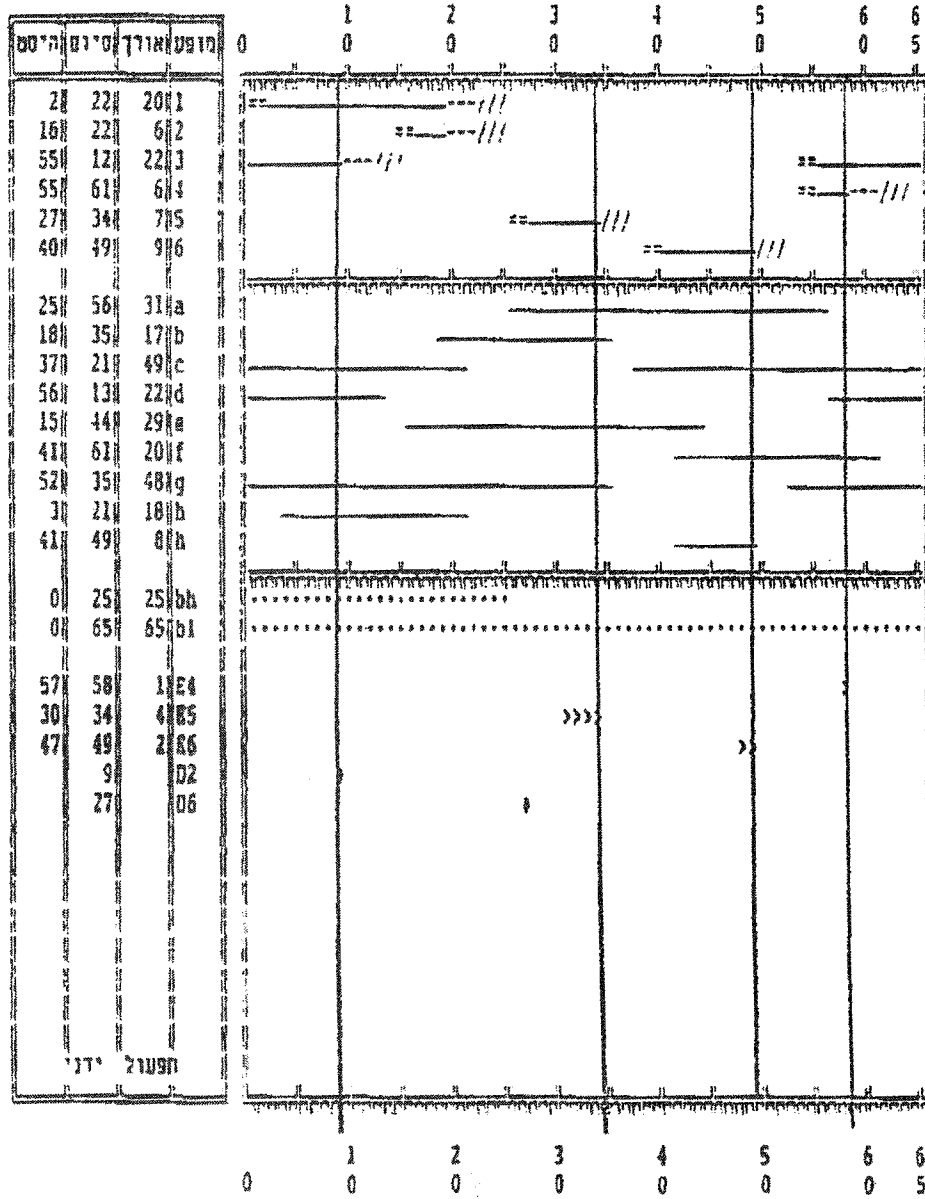 1 2 3 4 5 6 6
0 0 0 0 0 0 0 5
היסט סיום אורך מופע
2 22 20 1
16 22 6 2
55 12 22 3
55 61 6 4
27 34 7 5
40 49 9 6
25 56 31 a
18 35 17 b
37 21 49 c
56 13 22 d
15 44 29 e
41 61 20 f
52 35 48 g
3 21 18 h
41 49 8 h
0 25 25 bh
0 65 65 bl
57 58 1 E4
30 34 4 E5
47 49 2 E6
9 D2
27 D6
תפעול ידני
1 2 3 4 5 6 6
0 0 0 0 0 0 0 5